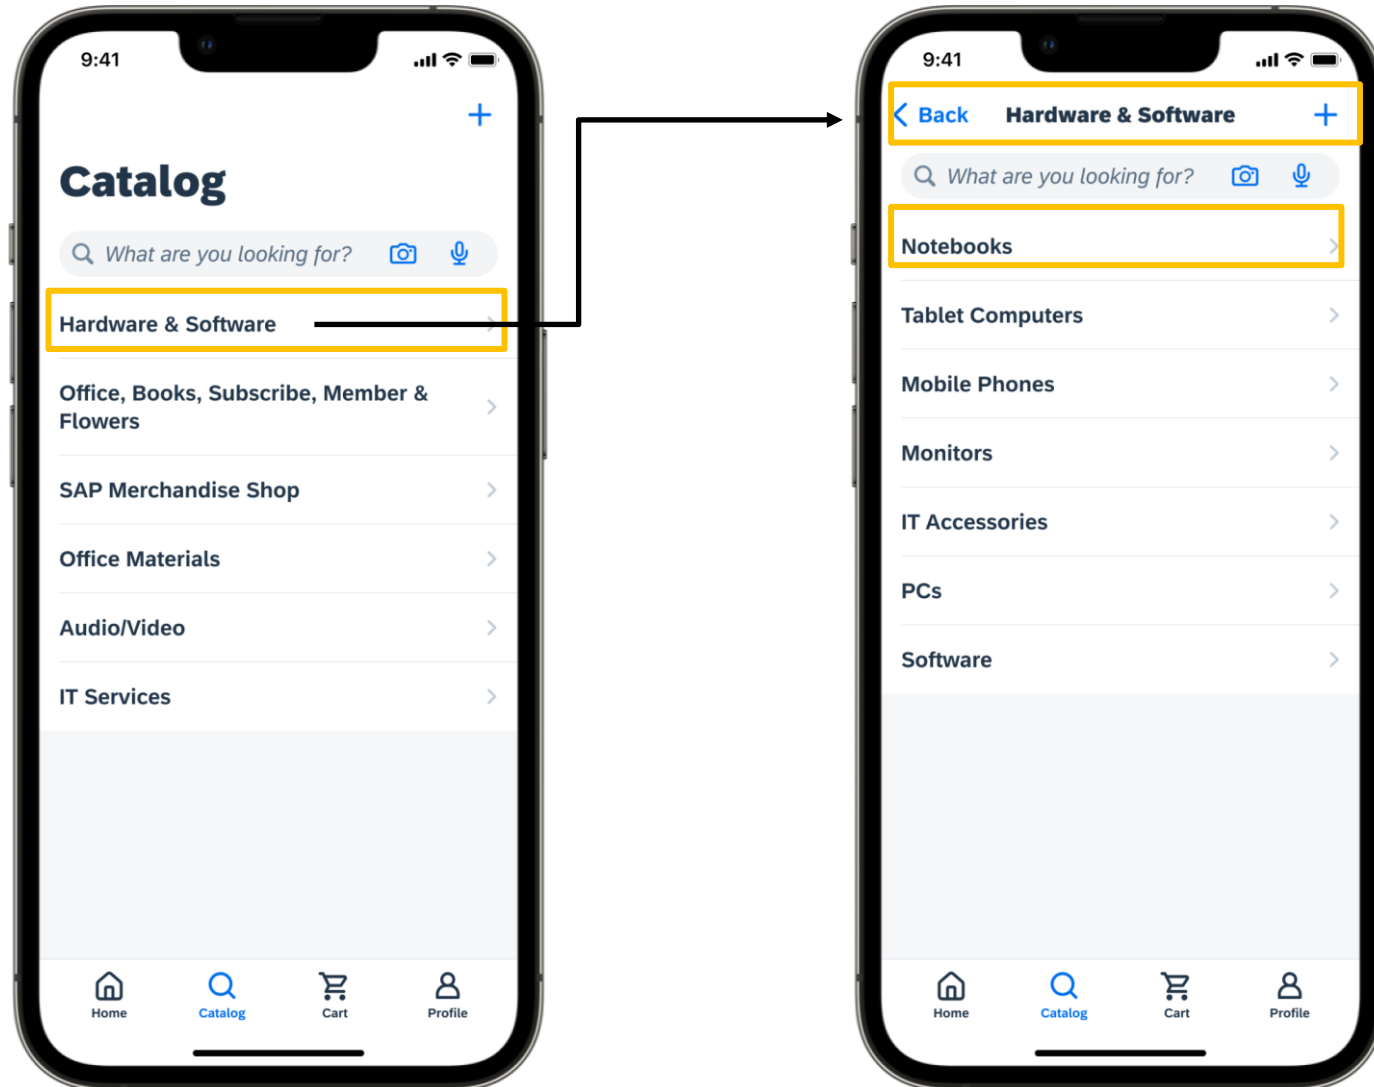 9:41
Catalog
What are you looking for?
Hardware & Software
Office, Books, Subscribe, Member &
Flowers
SAP Merchandise Shop
Office Materials
Audio/Video
IT Services
Home
Catalog
Cart
Profile
9:41
Back
Hardware & Software
What are you looking for?
Notebooks
Tablet Computers
Mobile Phones
Monitors
IT Accessories
PCs
Software
Home
Catalog
Cart
Profile